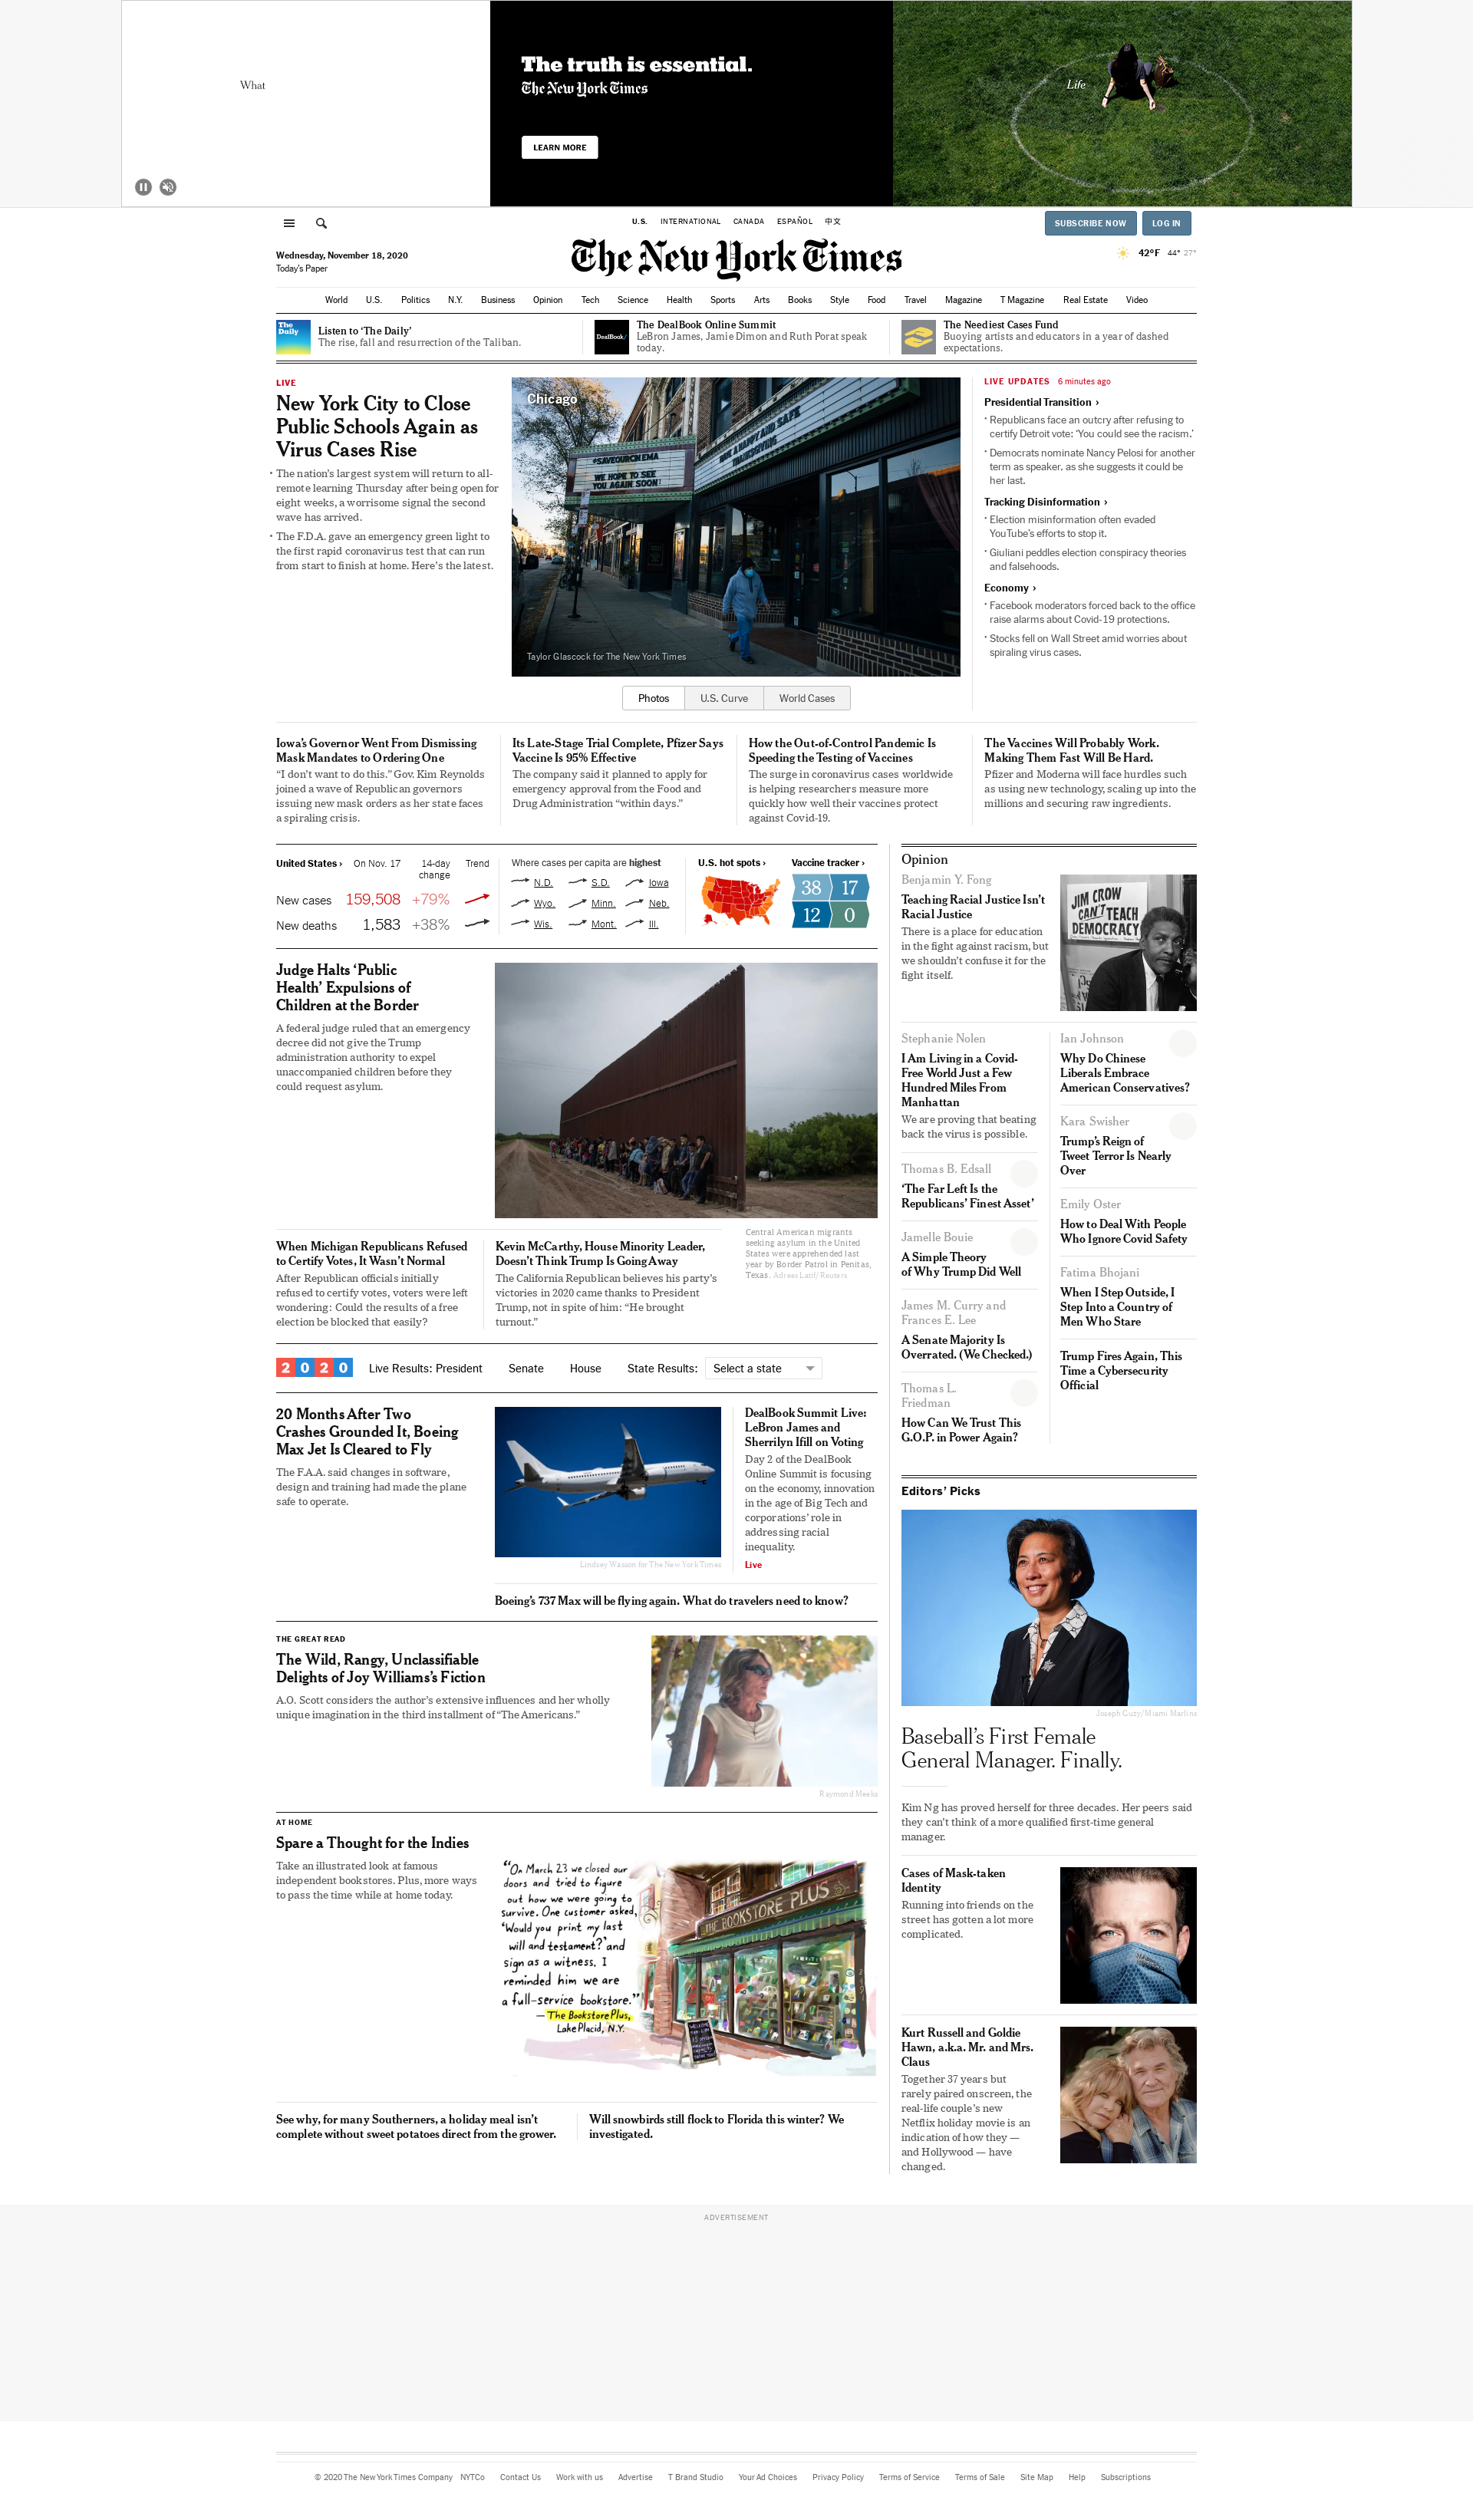 What
The truth is essential.
The New York Times
LEARN MORE
Life
U.S. INTERNATIONAL CANADA ESPAÑOL 中文
SUBSCRIBE NOW LOG IN
Wednesday, November 18, 2020
Today's Paper
The New York Times
42°F 44° 27°
World U.S. Politics N.Y. Business Opinion Tech Science Health Sports Arts Books Style Food Travel Magazine T Magazine Real Estate Video
The Daily
Listen to ‘The Daily’
The rise, fall and resurrection of the Taliban.
DealBook
The DealBook Online Summit
LeBron James, Jamie Dimon and Ruth Porat speak
today.
The Neediest Cases Fund
Buoying artists and educators in a year of dashed
expectations.
LIVE
New York City to Close
Public Schools Again as
Virus Cases Rise
• The nation’s largest system will return to all-
remote learning Thursday after being open for
eight weeks, a worrisome signal the second
wave has arrived.
• The F.D.A. gave an emergency green light to
the first rapid coronavirus test that can run
from start to finish at home. Here’s the latest.
Chicago
#SAVEOURCINEMA
WE HOPE TO SEE
YOU AGAIN SOON!
HAVE A HAPPY AND SAFE
THANKSGIVING
Taylor Glascock for The New York Times
Photos U.S. Curve World Cases
LIVE UPDATES 6 minutes ago
Presidential Transition ›
• Republicans face an outcry after refusing to
certify Detroit vote: ‘You could see the racism.’
• Democrats nominate Nancy Pelosi for another
term as speaker, as she suggests it could be
her last.
Tracking Disinformation ›
• Election misinformation often evaded
YouTube’s efforts to stop it.
• Giuliani peddles election conspiracy theories
and falsehoods.
Economy ›
• Facebook moderators forced back to the office
raise alarms about Covid-19 protections.
• Stocks fell on Wall Street amid worries about
spiraling virus cases.
Iowa’s Governor Went From Dismissing
Mask Mandates to Ordering One
“I don’t want to do this.” Gov. Kim Reynolds
joined a wave of Republican governors
issuing new mask orders as her state faces
a spiraling crisis.
Its Late-Stage Trial Complete, Pfizer Says
Vaccine Is 95% Effective
The company said it planned to apply for
emergency approval from the Food and
Drug Administration “within days.”
How the Out-of-Control Pandemic Is
Speeding the Testing of Vaccines
The surge in coronavirus cases worldwide
is helping researchers measure more
quickly how well their vaccines protect
against Covid-19.
The Vaccines Will Probably Work.
Making Them Fast Will Be Hard.
Pfizer and Moderna will face hurdles such
as using new technology, scaling up into the
millions and securing raw ingredients.
United States › On Nov. 17 14-day
change Trend
New cases 159,508 +79%
New deaths 1,583 +38%
Where cases per capita are highest
N.D. S.D. Iowa
Wyo. Minn. Neb.
Wis. Mont. Ill.
U.S. hot spots ›
Vaccine tracker ›
38 17
12 0
Judge Halts ‘Public
Health’ Expulsions of
Children at the Border
A federal judge ruled that an emergency
decree did not give the Trump
administration authority to expel
unaccompanied children before they
could request asylum.
When Michigan Republicans Refused
to Certify Votes, It Wasn’t Normal
After Republican officials initially
refused to certify votes, voters were left
wondering: Could the results of a free
election be blocked that easily?
Kevin McCarthy, House Minority Leader,
Doesn’t Think Trump Is Going Away
The California Republican believes his party’s
victories in 2020 came thanks to President
Trump, not in spite of him: “He brought
turnout.”
Central American migrants
seeking asylum in the United
States were apprehended last
year by Border Patrol in Penitas,
Texas. Adrees Latif/Reuters
2020 Live Results: President Senate House State Results: Select a state
20 Months After Two
Crashes Grounded It, Boeing
Max Jet Is Cleared to Fly
The F.A.A. said changes in software,
design and training had made the plane
safe to operate.
Lindsey Wasson for The New York Times
DealBook Summit Live:
LeBron James and
Sherrilyn Ifill on Voting
Day 2 of the DealBook
Online Summit is focusing
on the economy, innovation
in the age of Big Tech and
corporations’ role in
addressing racial
inequality.
Live
Boeing’s 737 Max will be flying again. What do travelers need to know?
THE GREAT READ
The Wild, Rangy, Unclassifiable
Delights of Joy Williams’s Fiction
A.O. Scott considers the author’s extensive influences and her wholly
unique imagination in the third installment of “The Americans.”
Raymond Meeks
AT HOME
Spare a Thought for the Indies
Take an illustrated look at famous
independent bookstores. Plus, more ways
to pass the time while at home today.
“On March 23 we closed our
doors and tried to figure
out how we were going to
survive. One customer asked,
‘Would you print my last
will and testament?’ and
sign as a witness. I
reminded him we are
a full-service bookstore.”
— The Bookstore Plus,
Lake Placid, N.Y.
THE BOOKSTORE PLUS
WELCOME
See why, for many Southerners, a holiday meal isn’t
complete without sweet potatoes direct from the grower.
Will snowbirds still flock to Florida this winter? We
investigated.
Opinion
Benjamin Y. Fong
Teaching Racial Justice Isn’t
Racial Justice
There is a place for education
in the fight against racism, but
we shouldn’t confuse it for the
fight itself.
JIM CROW
CAN'T TEACH
DEMOCRACY
Stephanie Nolen
I Am Living in a Covid-
Free World Just a Few
Hundred Miles From
Manhattan
We are proving that beating
back the virus is possible.
Thomas B. Edsall
‘The Far Left Is the
Republicans’ Finest Asset’
Jamelle Bouie
A Simple Theory
of Why Trump Did Well
James M. Curry and
Frances E. Lee
A Senate Majority Is
Overrated. (We Checked.)
Thomas L.
Friedman
How Can We Trust This
G.O.P. in Power Again?
Ian Johnson
Why Do Chinese
Liberals Embrace
American Conservatives?
Kara Swisher
Trump’s Reign of
Tweet Terror Is Nearly
Over
Emily Oster
How to Deal With People
Who Ignore Covid Safety
Fatima Bhojani
When I Step Outside, I
Step Into a Country of
Men Who Stare
Trump Fires Again, This
Time a Cybersecurity
Official
Editors’ Picks
Joseph Guzy/Miami Marlins
Baseball’s First Female
General Manager. Finally.
Kim Ng has proved herself for three decades. Her peers said
they can’t think of a more qualified first-time general
manager.
Cases of Mask-taken
Identity
Running into friends on the
street has gotten a lot more
complicated.
Kurt Russell and Goldie
Hawn, a.k.a. Mr. and Mrs.
Claus
Together 37 years but
rarely paired onscreen, the
real-life couple’s new
Netflix holiday movie is an
indication of how they —
and Hollywood — have
changed.
ADVERTISEMENT
© 2020 The New York Times Company NYTCo Contact Us Work with us Advertise T Brand Studio Your Ad Choices Privacy Policy Terms of Service Terms of Sale Site Map Help Subscriptions